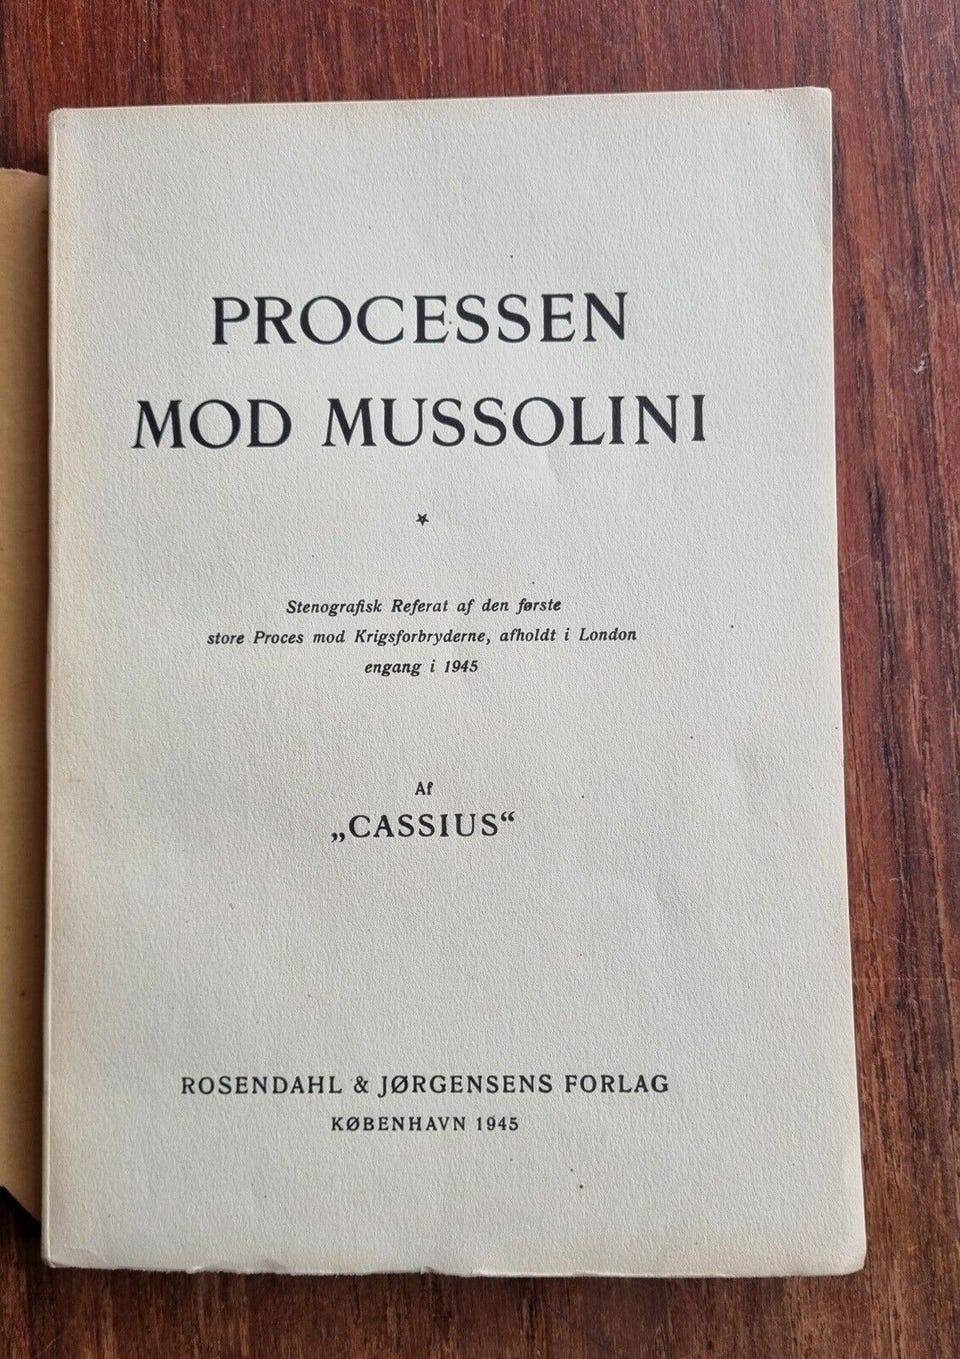 PROCESSEN
MOD MUSSOLINI
Stenografisk Referat af den første
store Proces mod Krigsforbryderne, afholdt i London
engang i 1945
Af
„CASSIUS“
ROSENDAHL & JØRGENSENS FORLAG
KØBENHAVN 1945